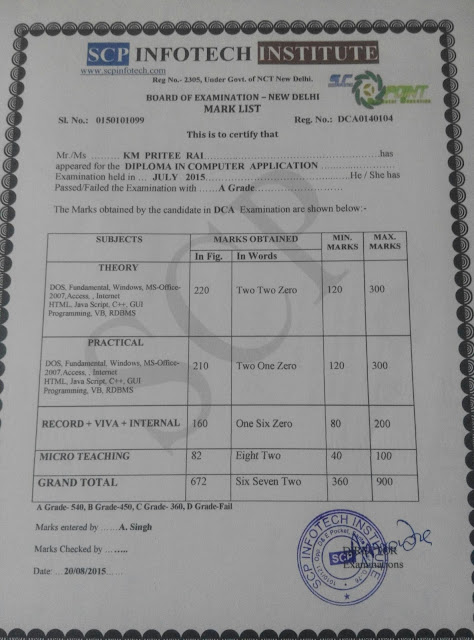 SCP INFOTECH INSTITUTE
www.scpinfotech.com
Reg No.- 2305, Under Govt. of NCT New Delhi.
BOARD OF EXAMINATION – NEW DELHI
MARK LIST
Sl. No.: 0150101099 Reg. No.: DCA0140104
This is to certify that
Mr /Ms ......... KM PRITEE RAI ......... has
appeared for the DIPLOMA IN COMPUTER APPLICATION .........
Examination held in ... JULY 2015 ......... He / She has
Passed/Failed the Examination with ...... A Grade .........
The Marks obtained by the candidate in DCA Examination are shown below:-
SUBJECTS MARKS OBTAINED MIN. MARKS MAX. MARKS
In Fig. In Words
THEORY
DOS, Fundamental, Windows, MS-Office-
2007,Access, , Internet
HTML, Java Script, C++, GUI
Programming, VB, RDBMS
220 Two Two Zero 120 300
PRACTICAL
DOS, Fundamental, Windows, MS-Office-
2007,Access, , Internet
HTML, Java Script, C++, GUI
Programming, VB, RDBMS
210 Two One Zero 120 300
RECORD + VIVA + INTERNAL 160 One Six Zero 80 200
MICRO TEACHING 82 Eight Two 40 100
GRAND TOTAL 672 Six Seven Two 360 900
A Grade- 540, B Grade-450, C Grade- 360, D Grade-Fail
Marks entered by ...... A. Singh
Marks Checked by ... ......
Date: ...20/08/2015......
SCP INFOTECH INSTITUTE
SCP
Examinations
SCP